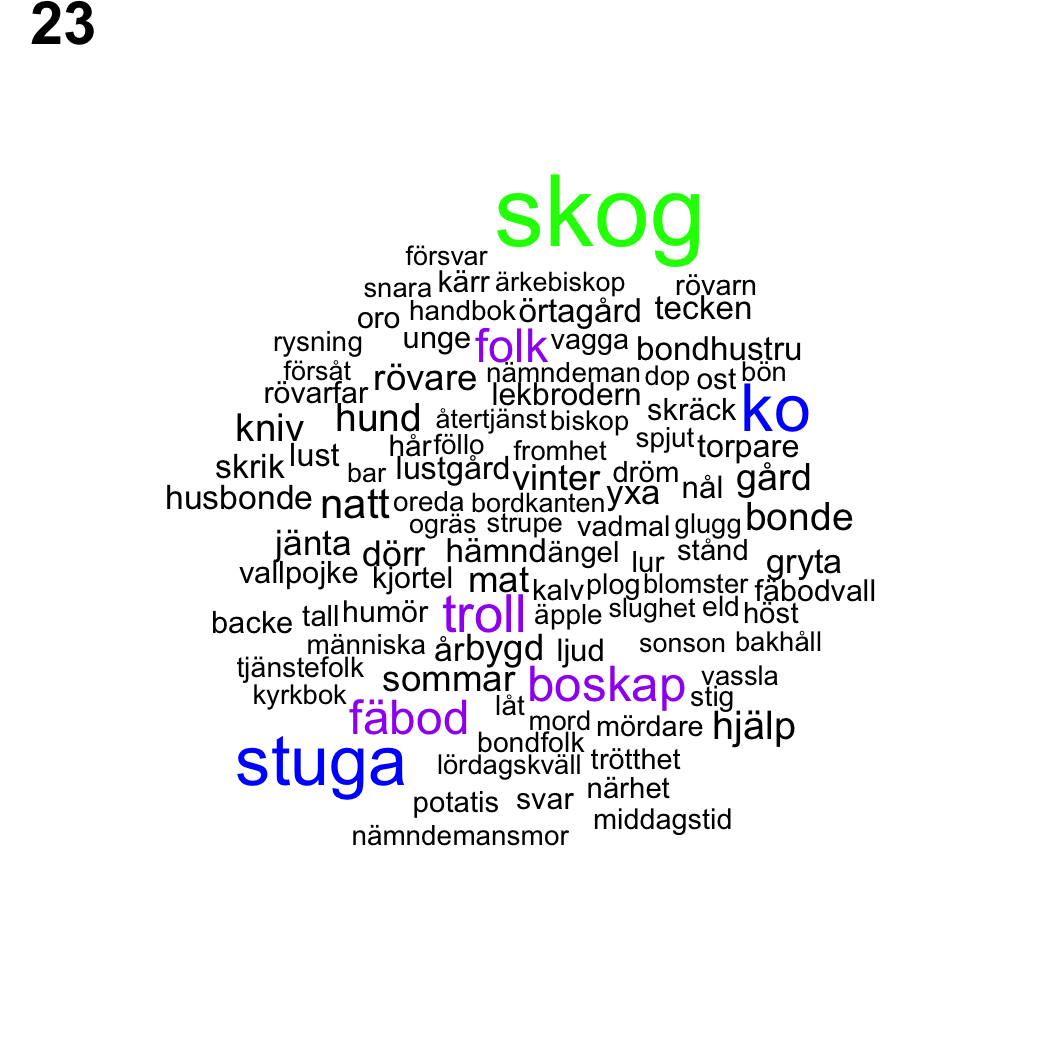 23
skog
försvar
snara kärr ärkebiskop rövarn
oro handbok örtagård tecken
rysning unge folk vagga bondhustru
försåt rövare nämndeman dop ost bön
rövarfar lekbrodern ko
kniv hund återtjänst biskop skräck
hårföllo fromhet spjut torpare
skrik lust bar lustgård vinter dröm nål gård
husbonde natt oreda bordkanten yxa
ogräs strupe vadmal glugg bonde
jänta dörr hämndängel lur stånd gryta
vallpojke kjortel mat kalv plog blomster fäbodvall
backe tall humör troll äpple slughet eld höst
människa årbygd ljud sonson bakhåll
tjänstefolk sommar boskap vassla
kyrkbok fäbod låt stig
mord mördare hjälp
stuga bondfolk
lördagskväll trötthet
potatis svar närhet
nämndemansmor middagstid